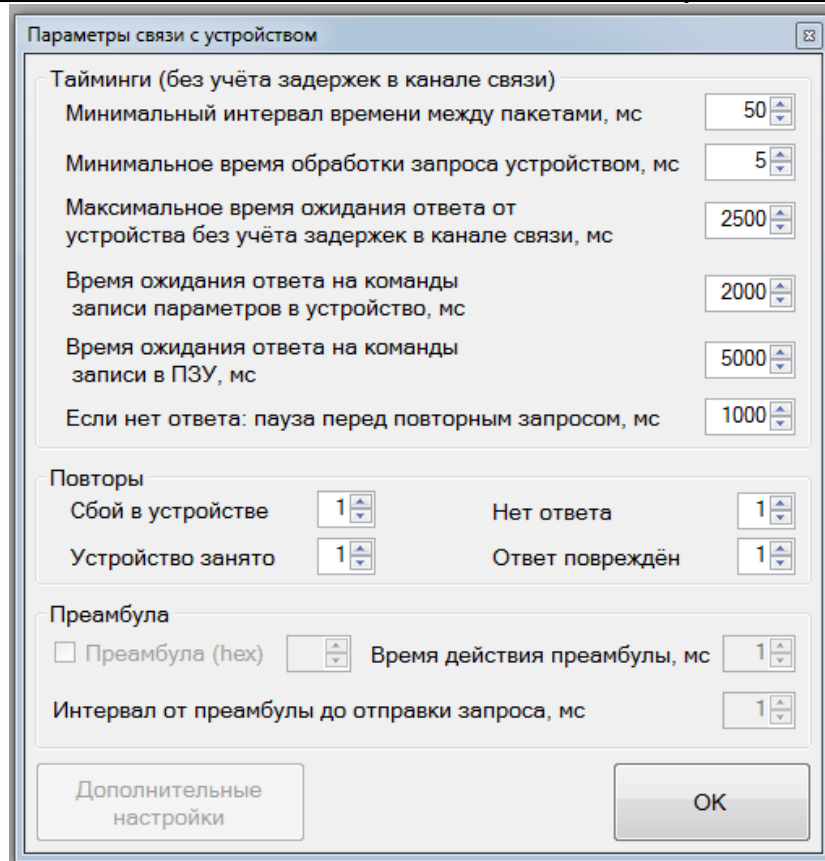 Параметры связи с устройством
Тайминги (без учёта задержек в канале связи)
Минимальный интервал времени между пакетами, мс 50
Минимальное время обработки запроса устройством, мс 5
Максимальное время ожидания ответа от
устройства без учёта задержек в канале связи, мс 2500
Время ожидания ответа на команды
записи параметров в устройство, мс 2000
Время ожидания ответа на команды
записи в ПЗУ, мс 5000
Если нет ответа: пауза перед повторным запросом, мс 1000
Повторы
Сбой в устройстве 1 Нет ответа 1
Устройство занято 1 Ответ повреждён 1
Преамбула
Преамбула (hex) Время действия преамбулы, мс 1
Интервал от преамбулы до отправки запроса, мс 1
Дополнительные
настройки
OK